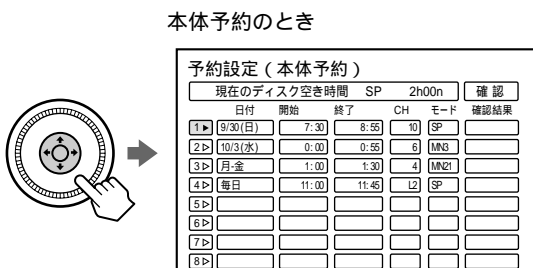 本体予約のとき
予約設定(本体予約)
現在のディスク空き時間 SP 2h00n 確 認
日付 開始 終了 CH モード 確認結果
1 9/30(日) 7:30 8:55 10 SP
2 10/3(水) 0:00 0:55 6 MN3
3 月-金 1:00 1:30 4 MN21
4 毎日 11:00 11:45 L2 SP
5
6
7
8